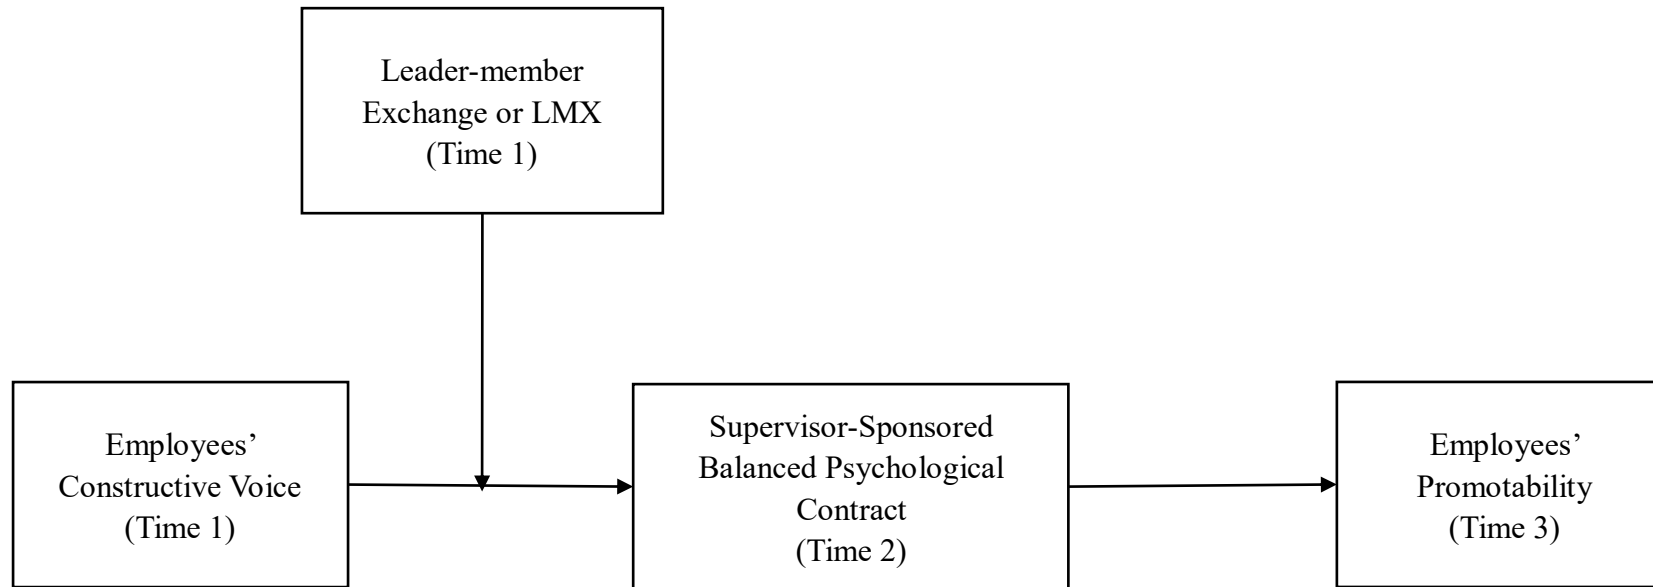 Leader-member
Exchange or LMX
(Time 1)
Employees’
Constructive Voice
(Time 1)
Supervisor-Sponsored
Balanced Psychological
Contract
(Time 2)
Employees’
Promotability
(Time 3)